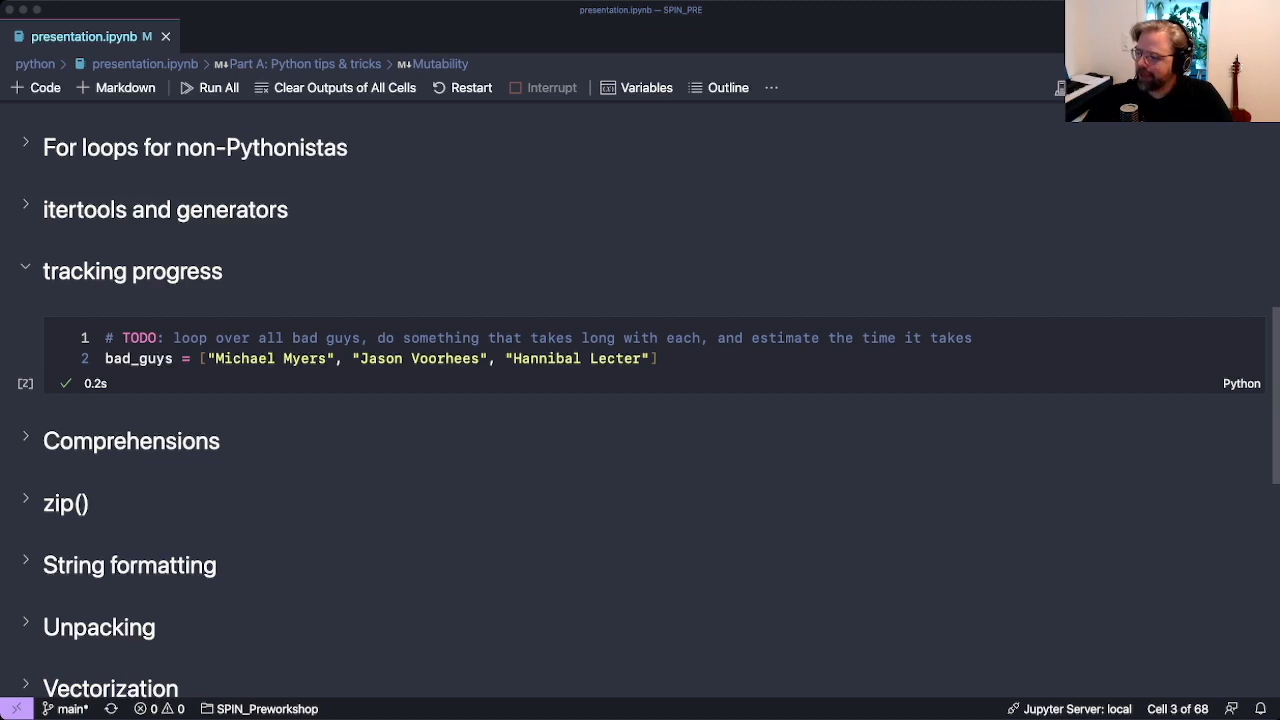 presentation.ipynb — SPIN_PRE
presentation.ipynb M
python > presentation.ipynb > M↓Part A: Python tips & tricks > M↓Mutability
+ Code + Markdown Run All Clear Outputs of All Cells Restart Interrupt Variables Outline ···
For loops for non-Pythonistas
itertools and generators
tracking progress
1 # TODO: loop over all bad guys, do something that takes long with each, and estimate the time it takes
2 bad_guys = ["Michael Myers", "Jason Voorhees", "Hannibal Lecter"]
[2] ✓ 0.2s Python
Comprehensions
zip()
String formatting
Unpacking
Vectorization
main* 0 0 SPIN_Preworkshop Jupyter Server: local Cell 3 of 68